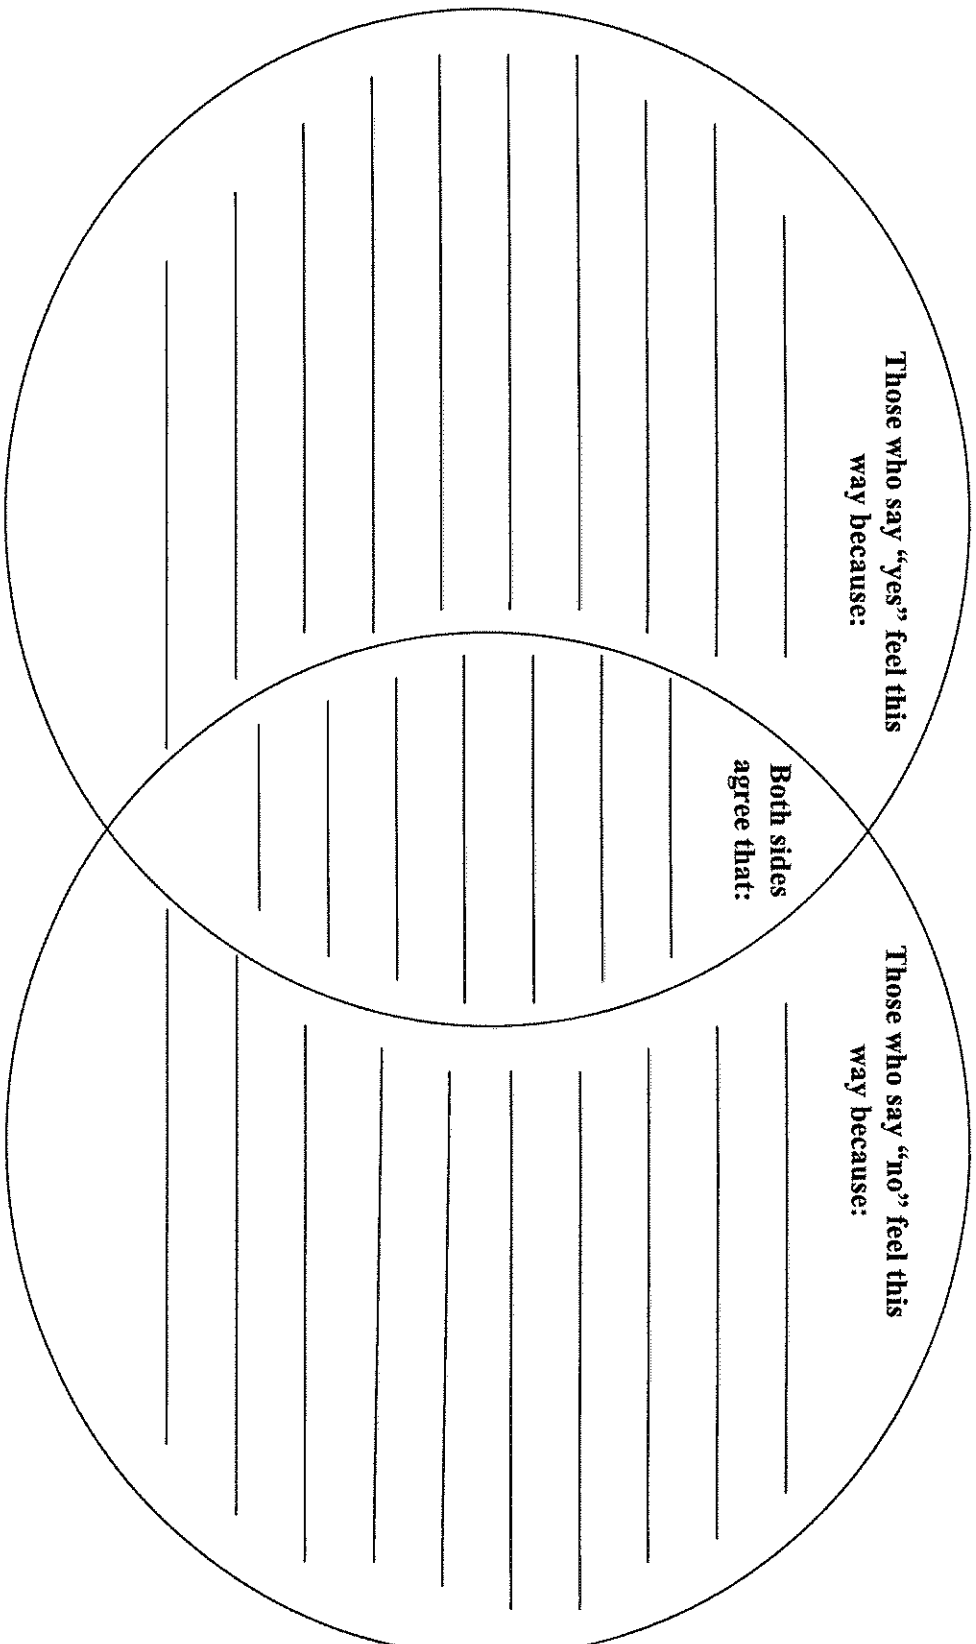 Those who say “yes” feel this
way because:
Both sides
agree that:
Those who say “no” feel this
way because: